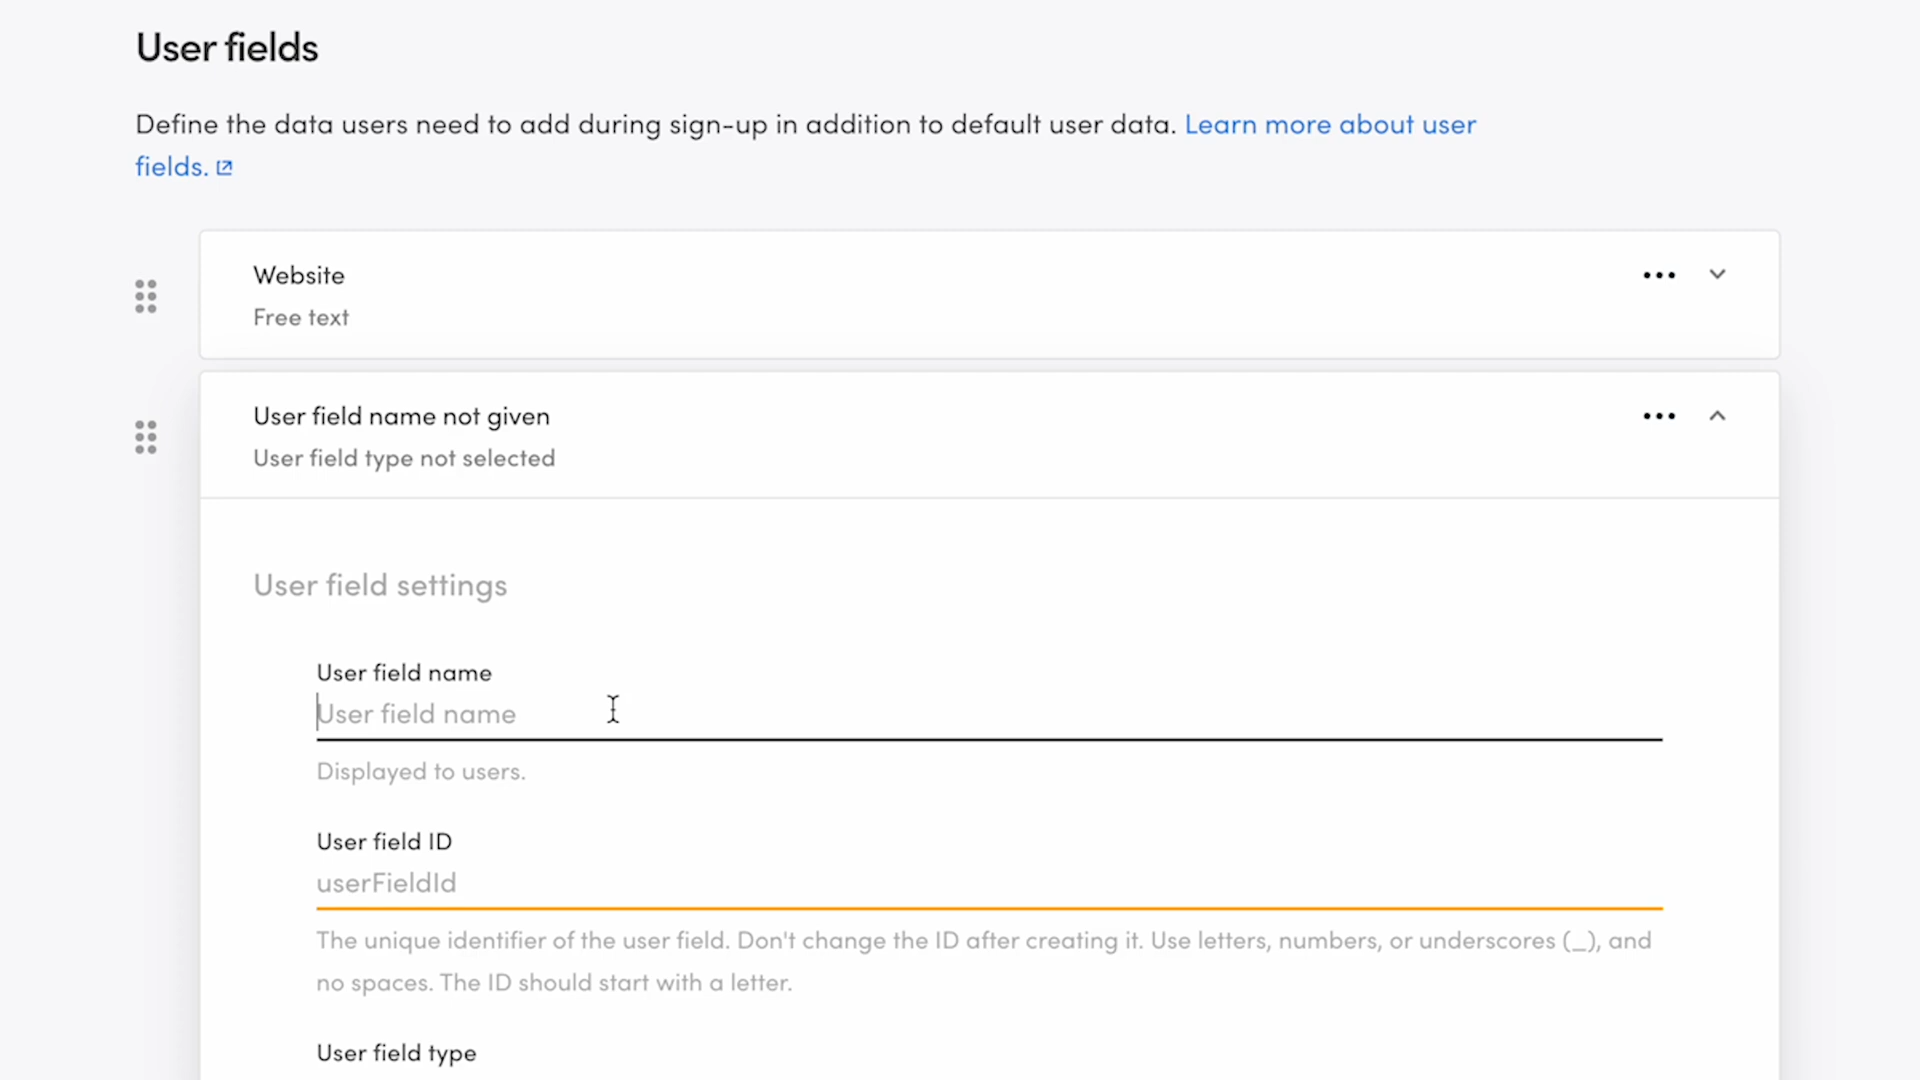 User fields
Define the data users need to add during sign-up in addition to default user data. Learn more about user
fields.
Website
Free text
User field name not given
User field type not selected
User field settings
User field name
User field name
Displayed to users.
User field ID
userFieldId
The unique identifier of the user field. Don't change the ID after creating it. Use letters, numbers, or underscores (_), and
no spaces. The ID should start with a letter.
User field type